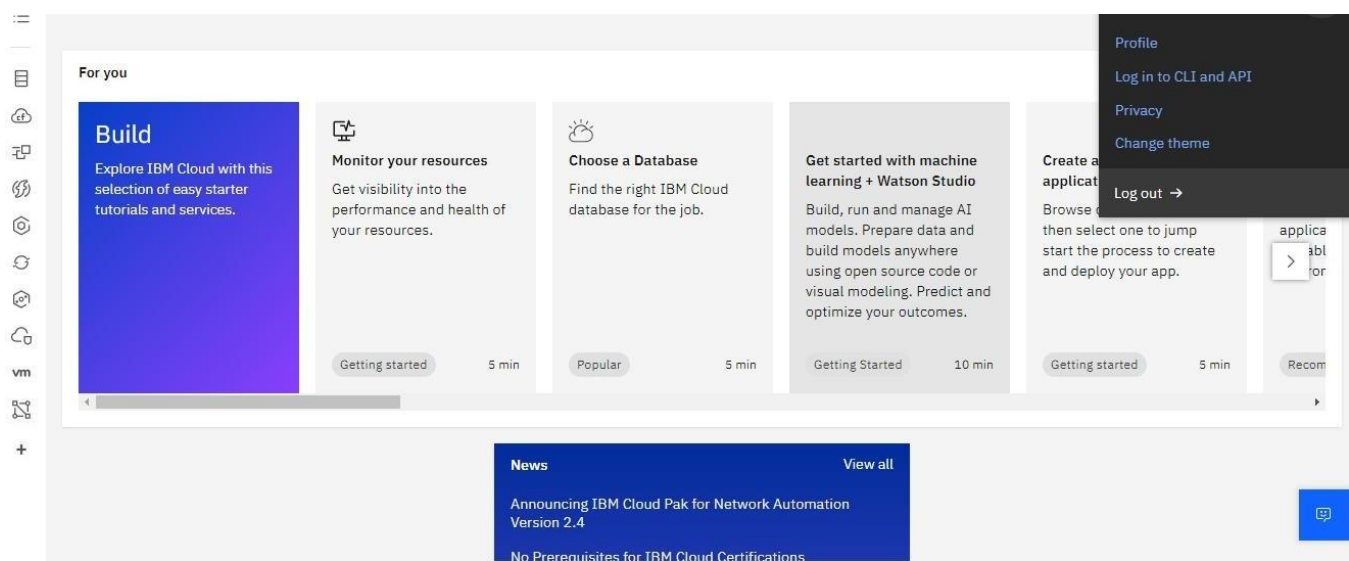 Profile
Log in to CLI and API
Privacy
Change theme
Log out →
For you
Build
Explore IBM Cloud with this
selection of easy starter
tutorials and services.
Monitor your resources
Get visibility into the
performance and health of
your resources.
Getting started 5 min
Choose a Database
Find the right IBM Cloud
database for the job.
Popular 5 min
Get started with machine
learning + Watson Studio
Build, run and manage AI
models. Prepare data and
build models anywhere
using open source code or
visual modeling. Predict and
optimize your outcomes.
Getting Started 10 min
Create a
applicat
Browse
then select one to jump
start the process to create
and deploy your app.
Getting started 5 min
applica
Recom
cf
vm
+
News View all
Announcing IBM Cloud Pak for Network Automation
Version 2.4
No Prerequisites for IBM Cloud Certifications